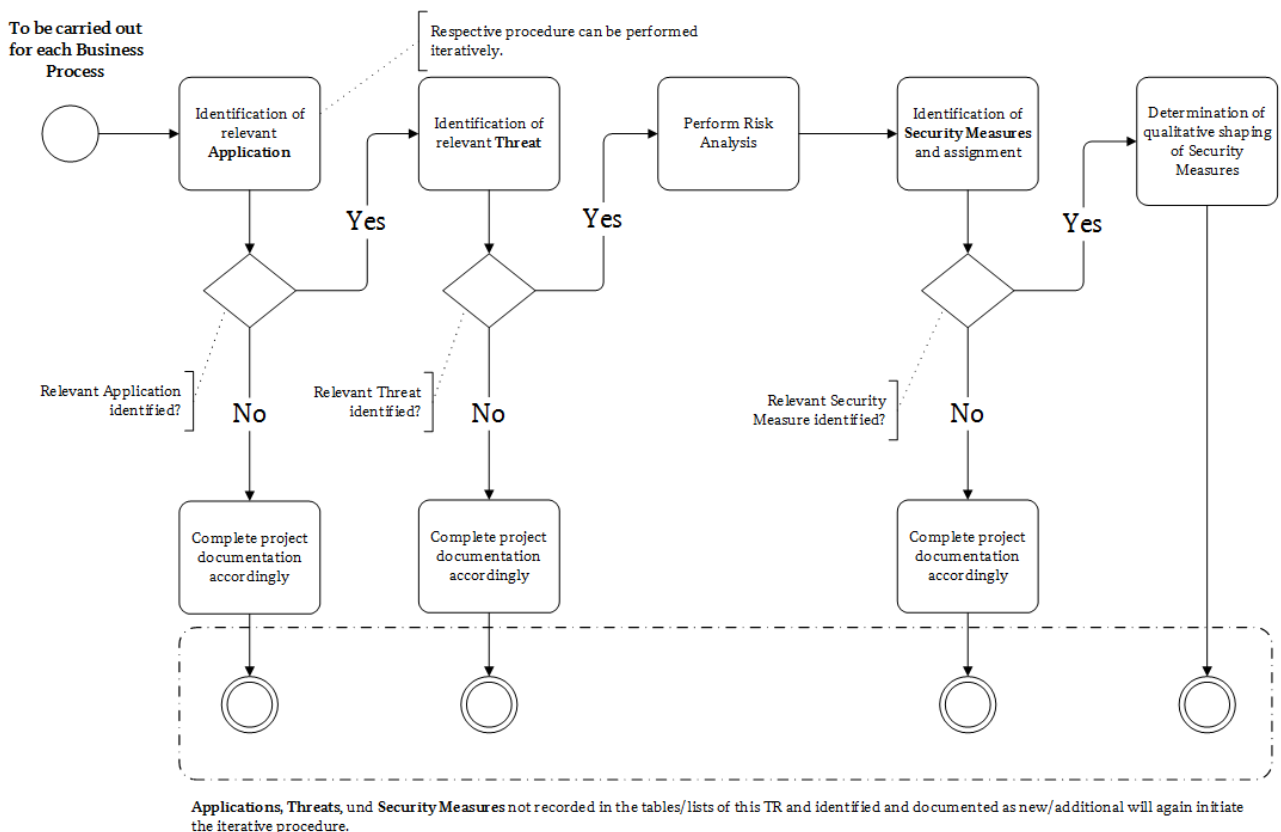 To be carried out
for each Business
Process
Respective procedure can be performed
iteratively.
Identification of
relevant
Application
Identification of
relevant Threat
Perform Risk
Analysis
Identification of
Security Measures
and assignment
Determination of
qualitative shaping
of Security
Measures
Yes
Yes
Yes
Relevant Application
identified?
Relevant Threat
identified?
Relevant Security
Measure identified?
No
No
No
Complete project
documentation
accordingly
Complete project
documentation
accordingly
Complete project
documentation
accordingly
Applications, Threats, und Security Measures not recorded in the tables/lists of this TR and identified and documented as new/additional will again initiate
the iterative procedure.